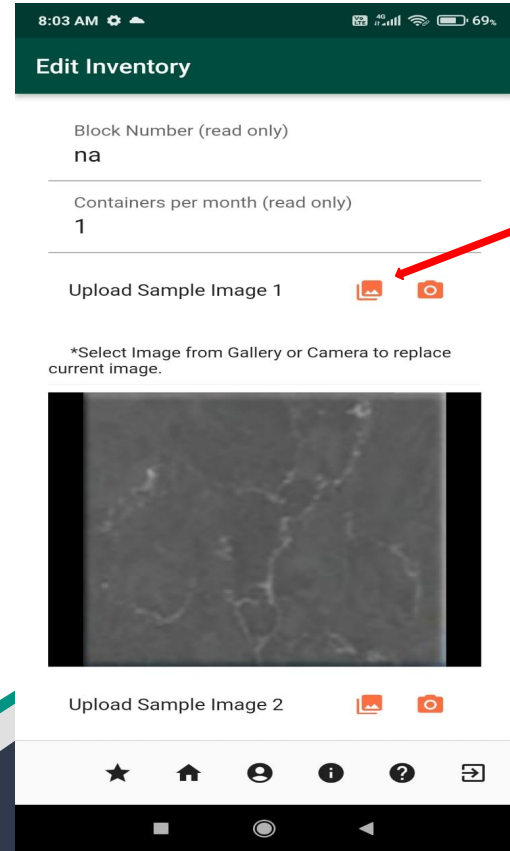 8:03 AM 4G 69%
Edit Inventory
Block Number (read only)
na
Containers per month (read only)
1
Upload Sample Image 1
*Select Image from Gallery or Camera to replace
current image.
Upload Sample Image 2